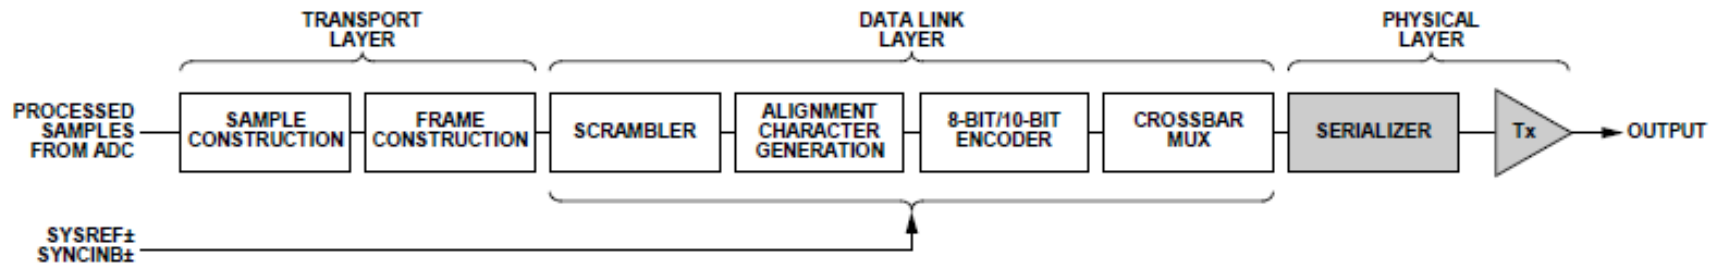 TRANSPORT
LAYER
DATA LINK
LAYER
PHYSICAL
LAYER
PROCESSED
SAMPLES
FROM ADC
SAMPLE
CONSTRUCTION
FRAME
CONSTRUCTION
SCRAMBLER
ALIGNMENT
CHARACTER
GENERATION
8-BIT/10-BIT
ENCODER
CROSSBAR
MUX
SERIALIZER
Tx
OUTPUT
SYSREF±
SYNCINB±